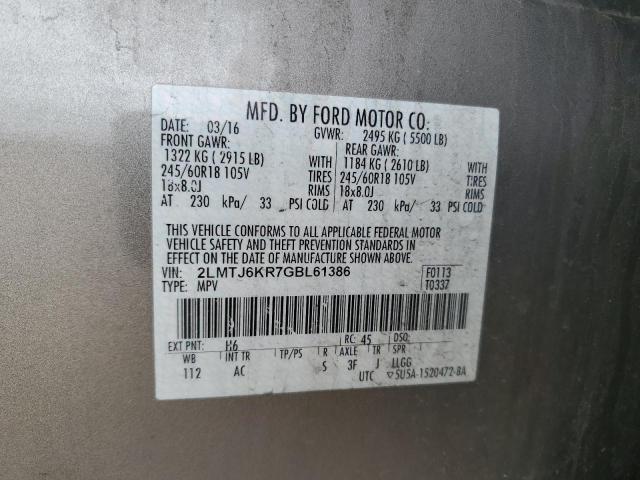 MFD. BY FORD MOTOR CO.
DATE: 03/16 GVWR: 2495 KG ( 5500 LB)
FRONT GAWR: REAR GAWR:
1322 KG ( 2915 LB) WITH 1184 KG ( 2610 LB) WITH
245/60R18 105V TIRES 245/60R18 105V TIRES
18x8.0J RIMS 18x8.0J RIMS
AT 230 kPa/ 33 PSI COLD AT 230 kPa/ 33 PSI COLD
THIS VEHICLE CONFORMS TO ALL APPLICABLE FEDERAL MOTOR
VEHICLE SAFETY AND THEFT PREVENTION STANDARDS IN
EFFECT ON THE DATE OF MANUFACTURE SHOWN ABOVE.
VIN: 2LMTJ6KR7GBL61386 F0113
TYPE: MPV T0337
EXT PNT: H6 RC: 45 DSO:
WB INT TR TP/PS R AXLE TR SPR
112 AC S 3F J LLGG
UTC ▽5U5A-1520472-BA